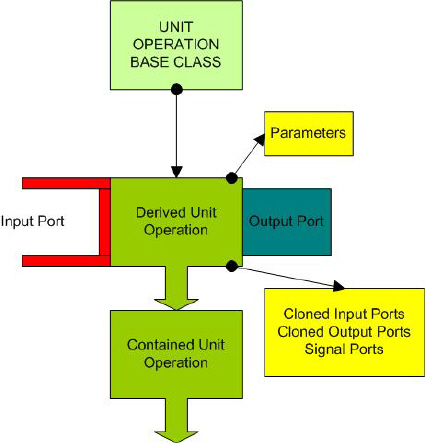 UNIT
OPERATION
BASE CLASS
Parameters
Input Port
Derived Unit
Operation
Output Port
Cloned Input Ports
Cloned Output Ports
Signal Ports
Contained Unit
Operation